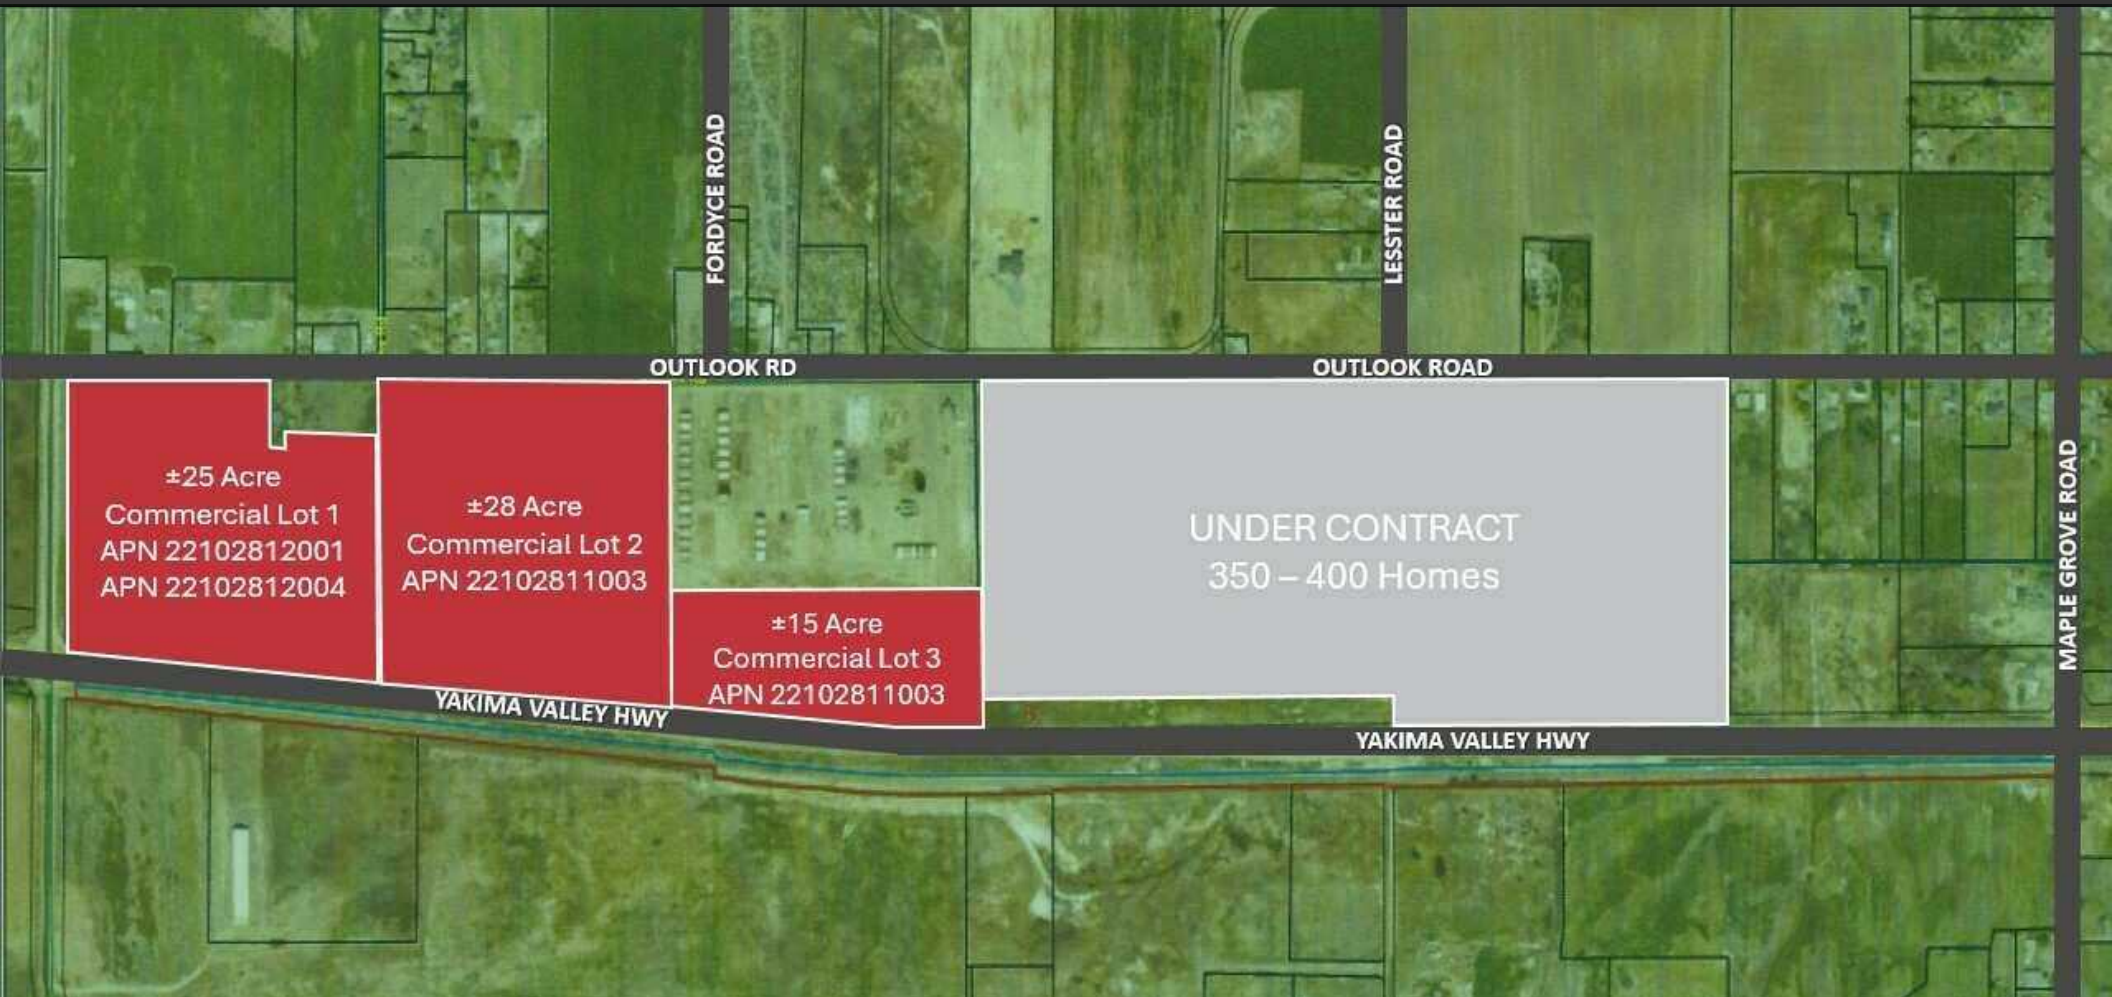 FORDYCE ROAD
LESSTER ROAD
OUTLOOK RD
OUTLOOK ROAD
±25 Acre
Commercial Lot 1
APN 22102812001
APN 22102812004
±28 Acre
Commercial Lot 2
APN 22102811003
±15 Acre
Commercial Lot 3
APN 22102811003
UNDER CONTRACT
350 – 400 Homes
MAPLE GROVE ROAD
YAKIMA VALLEY HWY
YAKIMA VALLEY HWY